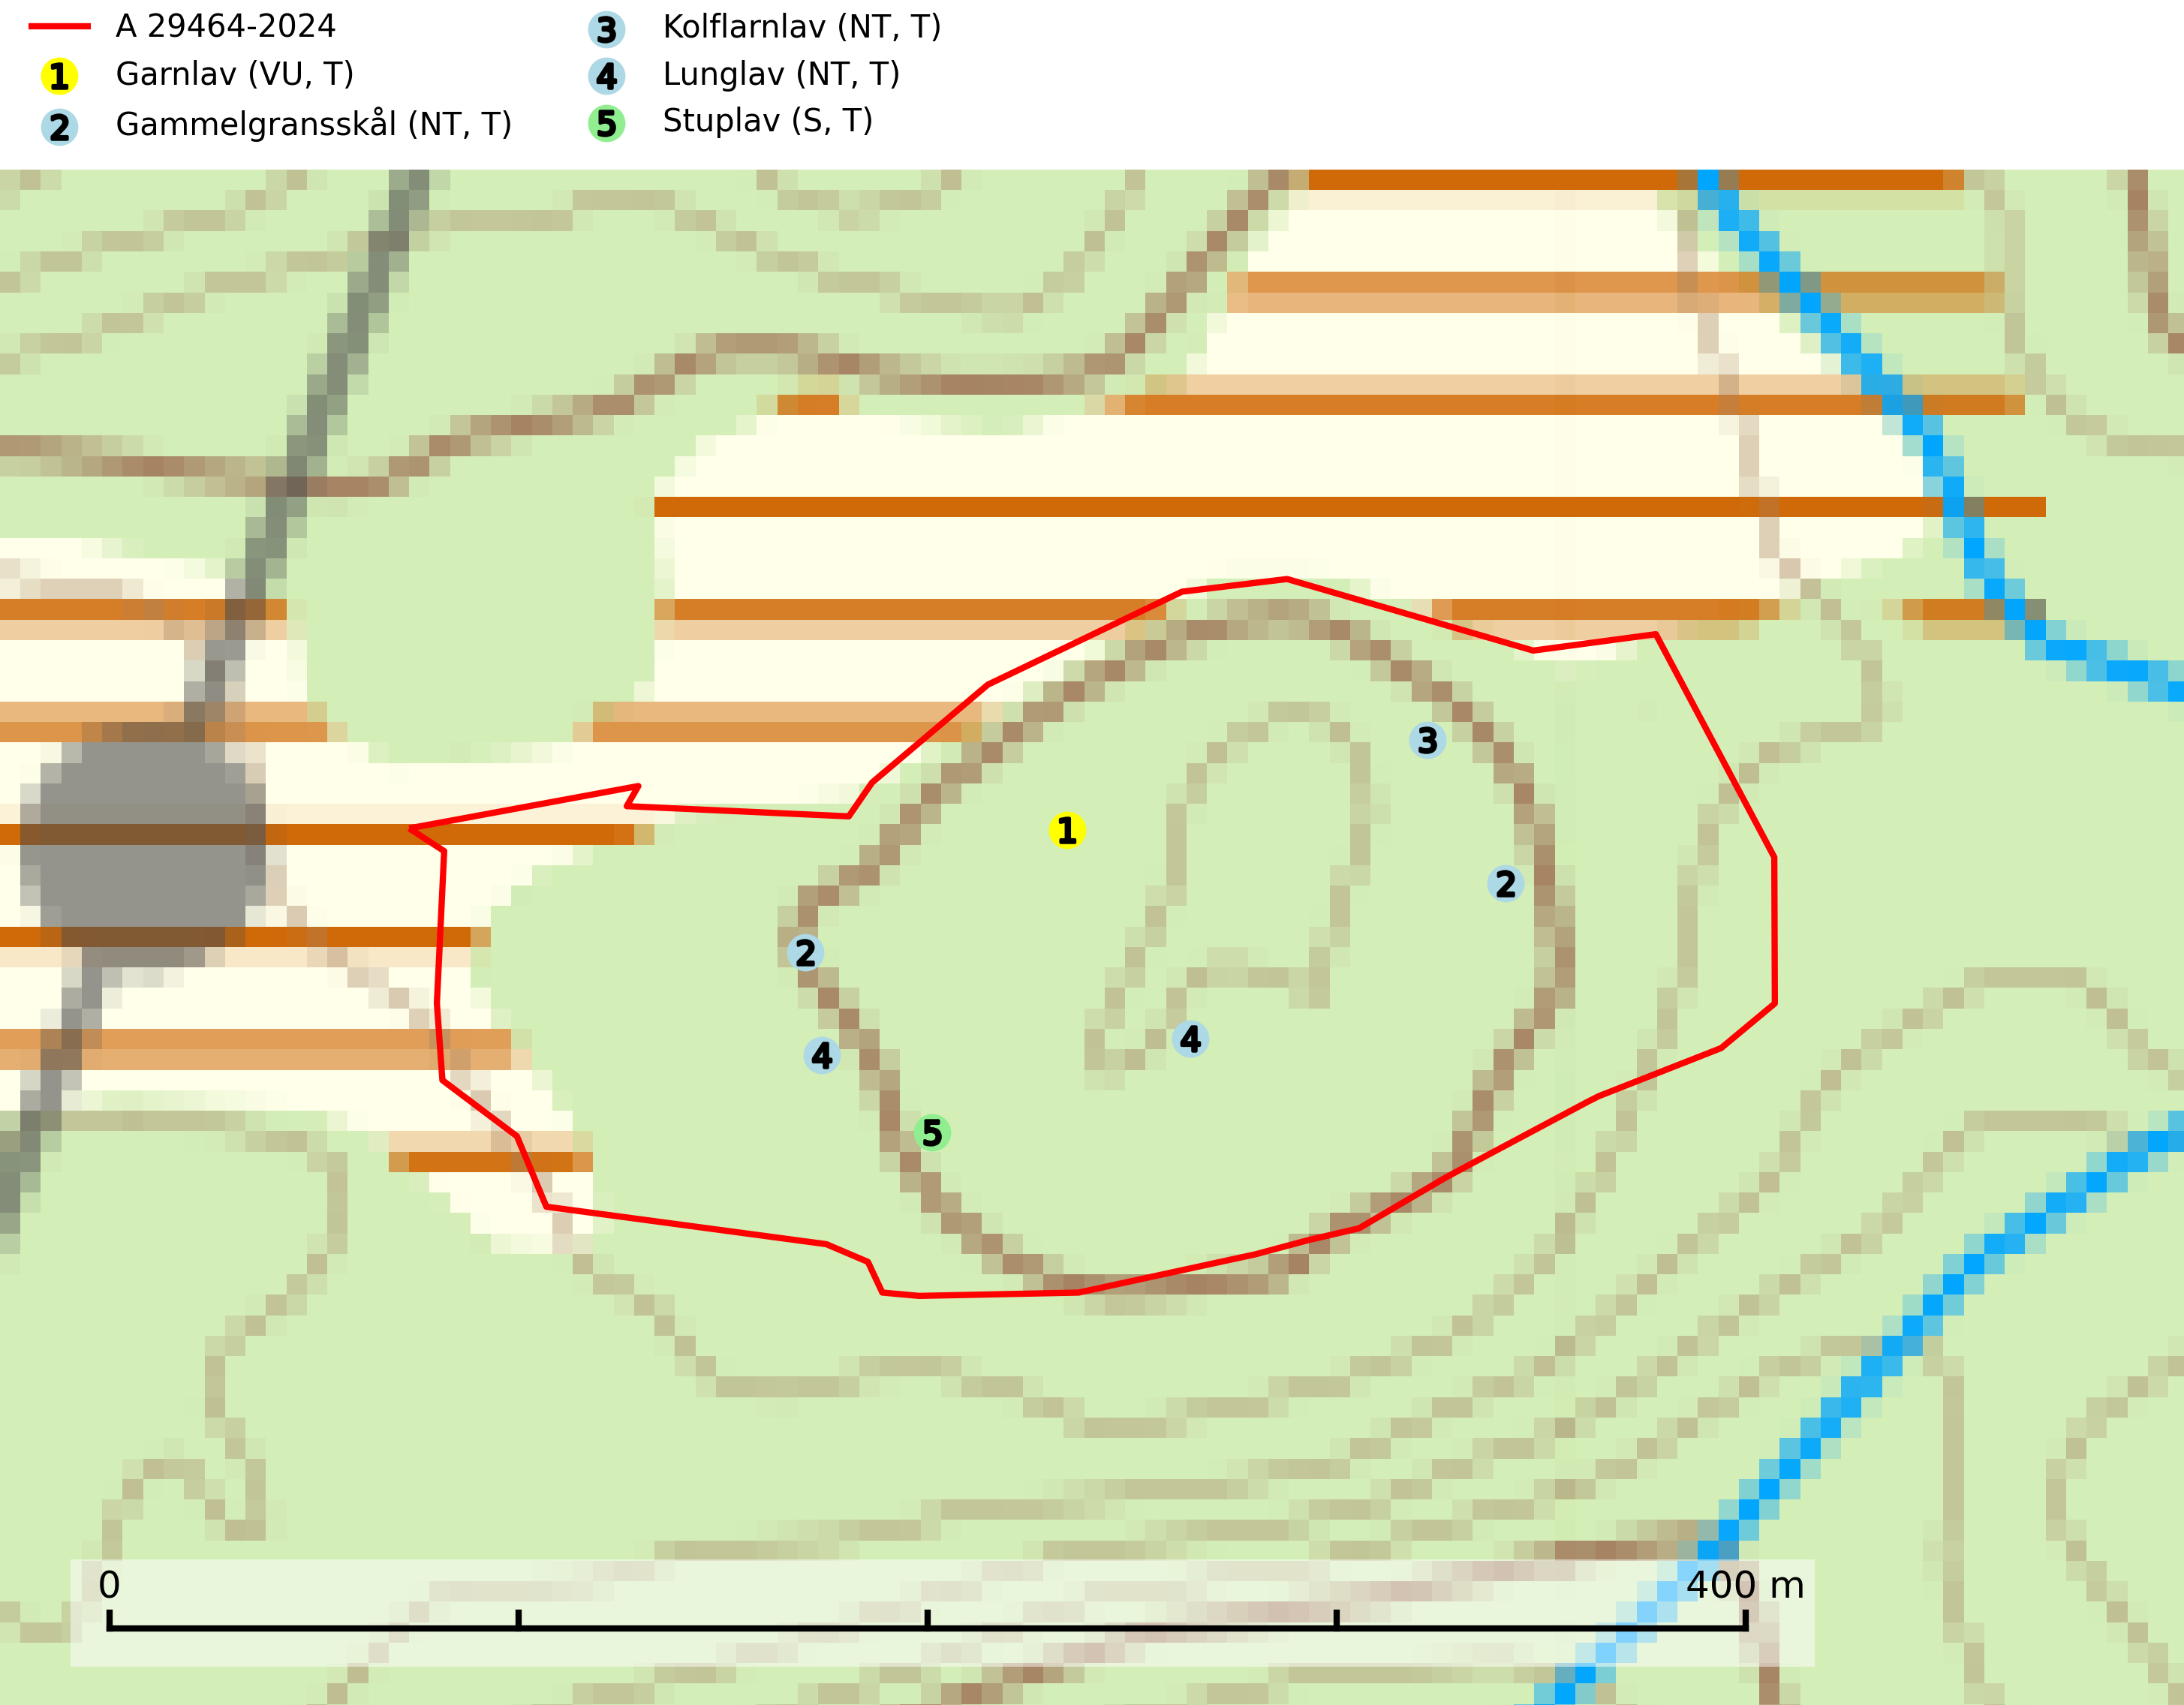 A 29464-2024
1 Garnlav (VU, T)
2 Gammelgransskål (NT, T)
3 Kolflarnlav (NT, T)
4 Lunglav (NT, T)
5 Stuplav (S, T)
3
1
2
2
4
4
5
0 400 m